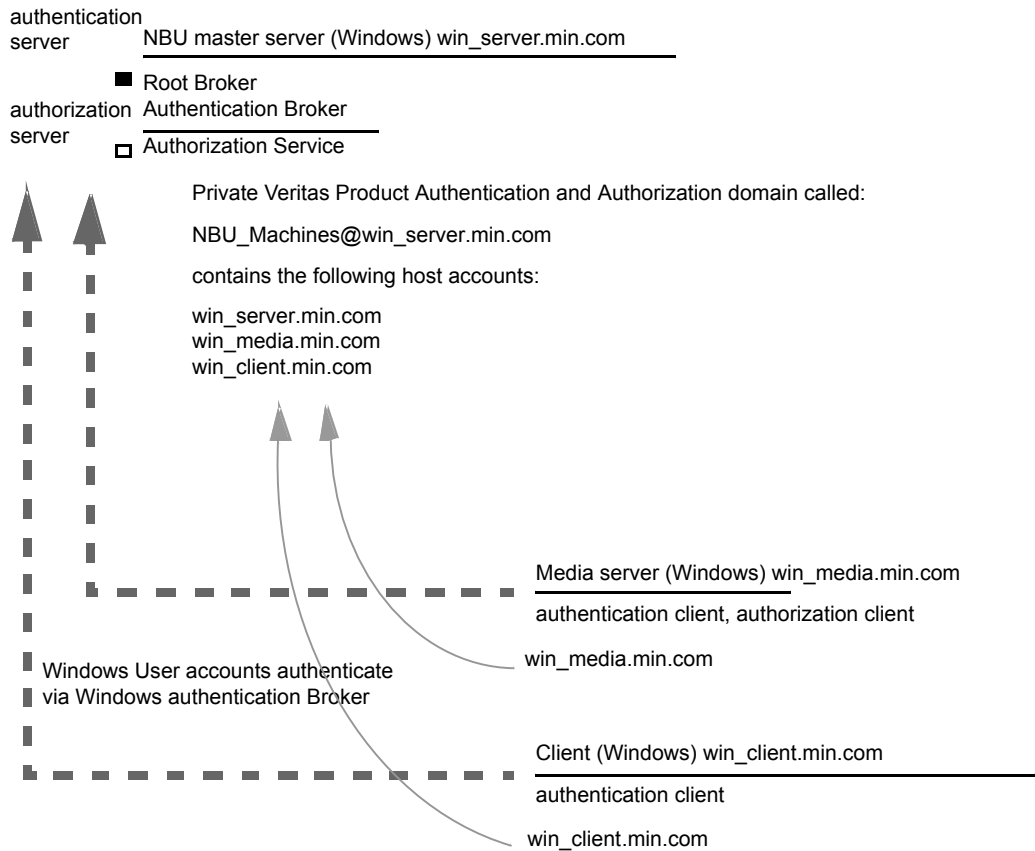 authentication
server
NBU master server (Windows) win_server.min.com
Root Broker
authorization
server
Authentication Broker
Authorization Service
Private Veritas Product Authentication and Authorization domain called:
NBU_Machines@win_server.min.com
contains the following host accounts:
win_server.min.com
win_media.min.com
win_client.min.com
Media server (Windows) win_media.min.com
authentication client, authorization client
win_media.min.com
Windows User accounts authenticate
via Windows authentication Broker
Client (Windows) win_client.min.com
authentication client
win_client.min.com